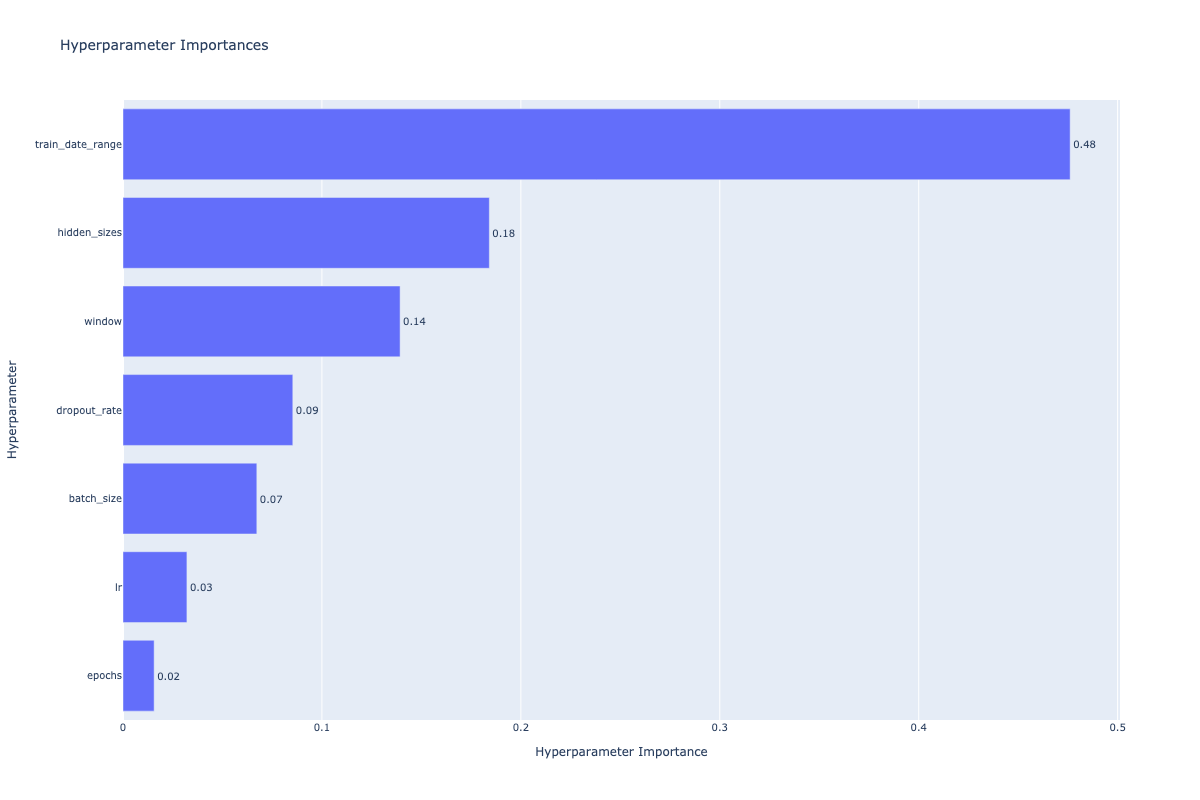 Hyperparameter Importances
train_date_range
0.48
hidden_sizes
0.18
window
0.14
dropout_rate
0.09
batch_size
0.07
lr
0.03
epochs
0.02
0
0.1
0.2
0.3
0.4
0.5
Hyperparameter Importance
Hyperparameter